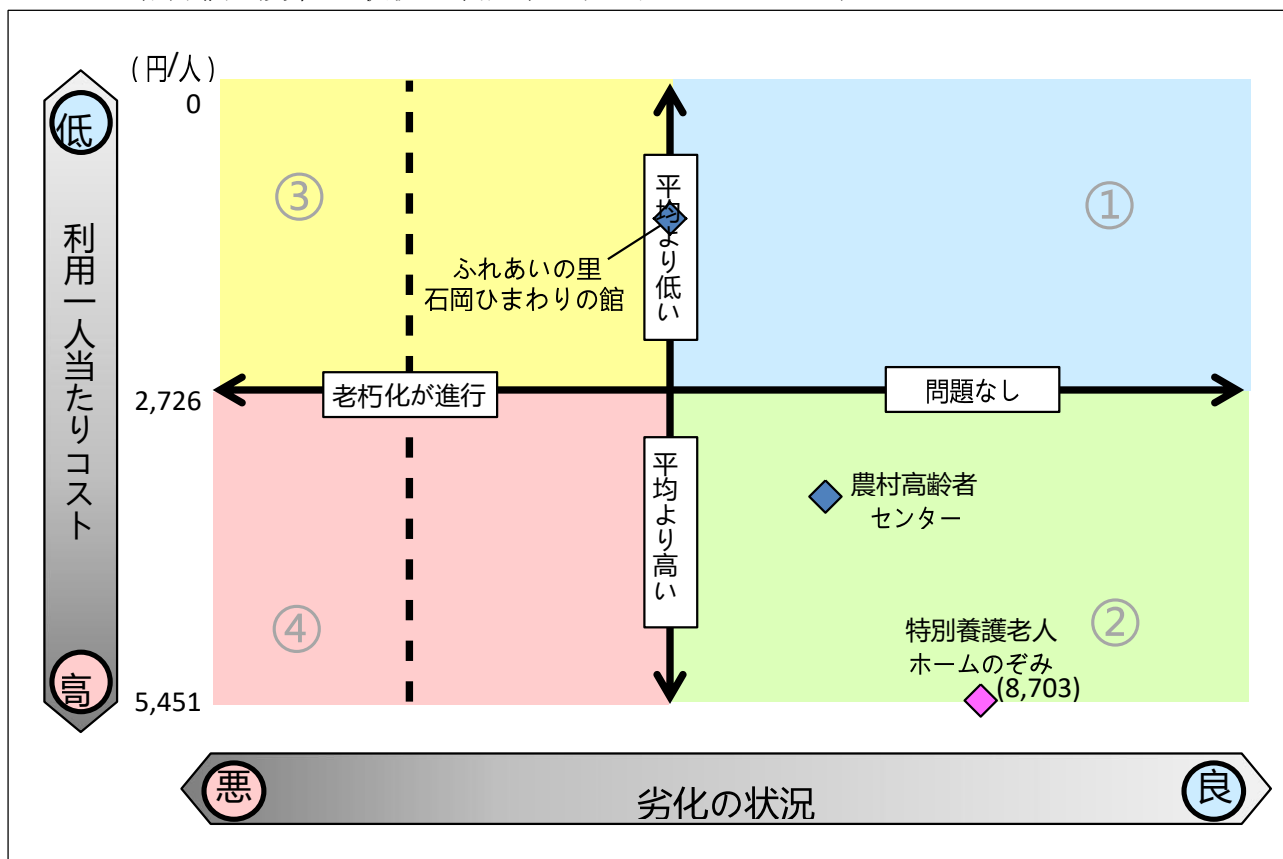 (円/人)
0
2,726
5,451
低
利用一人当たりコスト
高
③
①
④
②
平均より低い
ふれあいの里
石岡ひまわりの館
老朽化が進行
問題なし
平均より高い
農村高齢者
センター
特別養護老人
ホームのぞみ
(8,703)
悪
劣化の状況
良